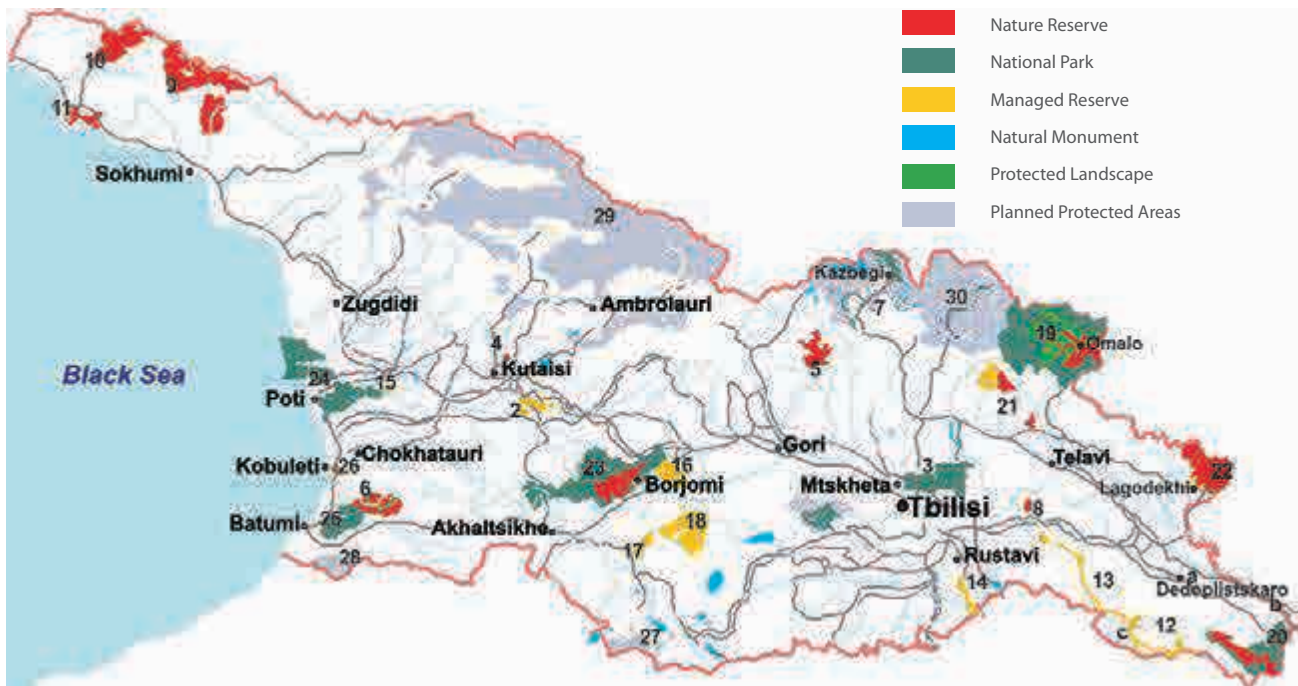 Nature Reserve
National Park
Managed Reserve
Natural Monument
Protected Landscape
Planned Protected Areas
10
9
11
Sokhumi
29
Kazbegi
7
30
Zugdidi
Ambrolauri
19
Omalo
4
Kutaisi
5
Black Sea
24
15
Poti
2
21
Gori
Chokhatauri
26
Kobuleti
23
16
Borjomi
3
Mtskheta
Telavi
22
Lagodekhi
6
Tbilisi
25
Batumi
Akhaltsikhe
18
8
17
28
Rustavi
14
13
a
Dedoplistskaro
b
27
c
12
20